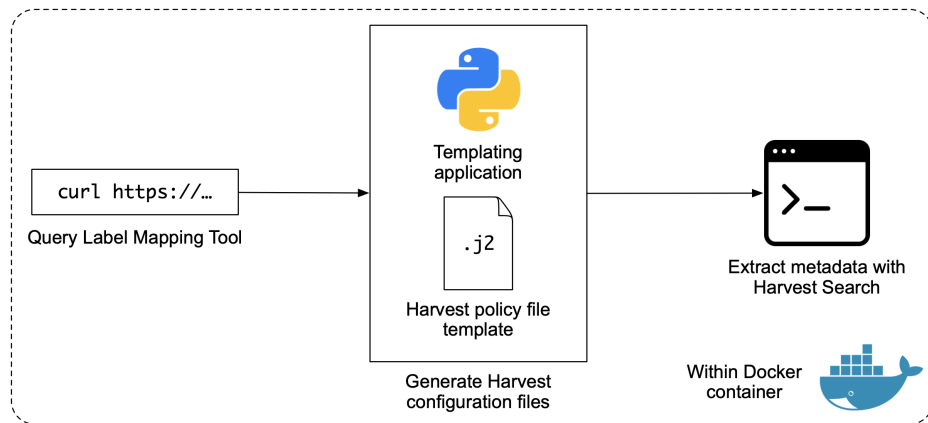 curl https://…
Query Label Mapping Tool
Templating
application
.j2
Harvest policy file
template
Generate Harvest
configuration files
Extract metadata with
Harvest Search
Within Docker
container